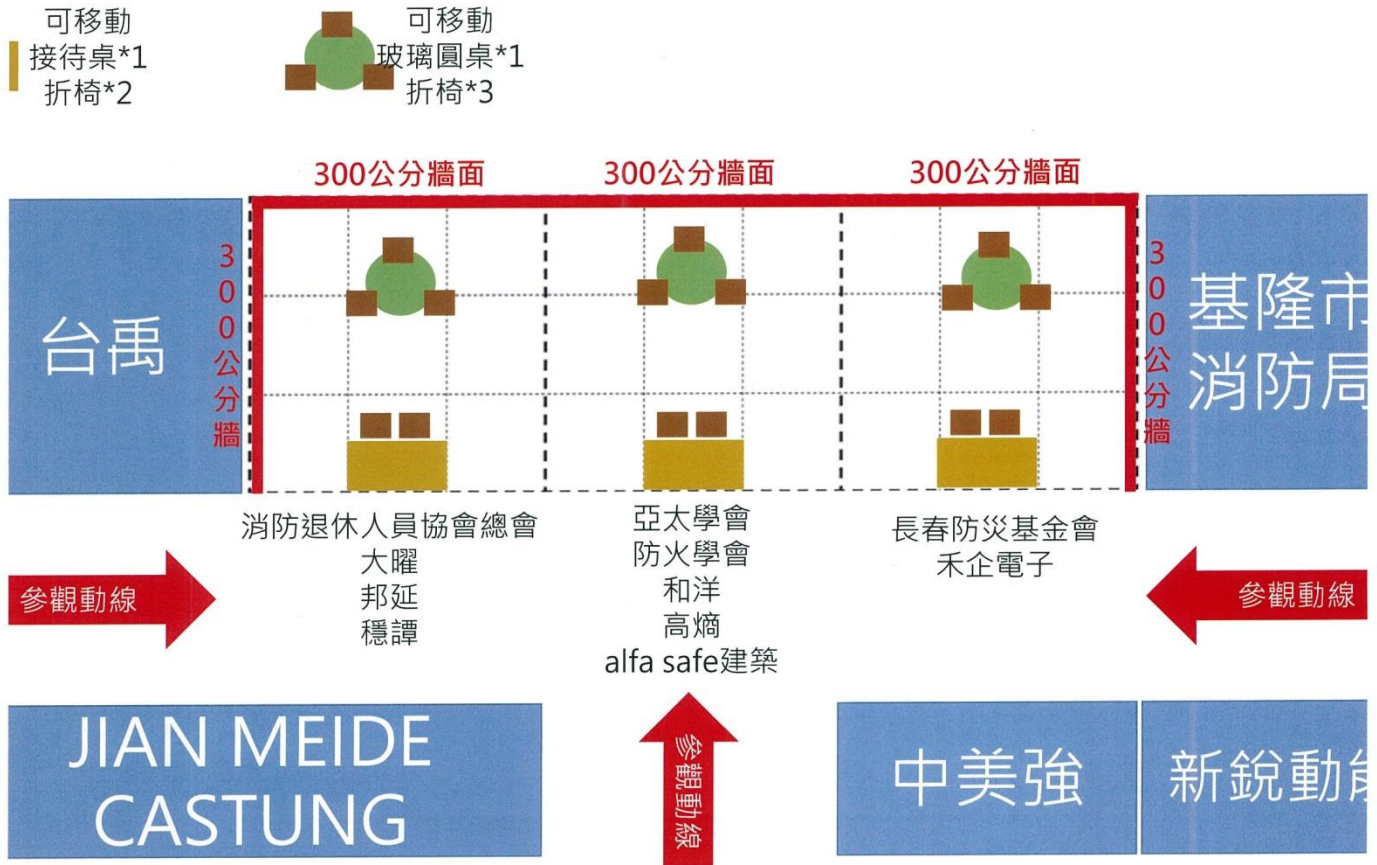 可移動
接待桌*1
折椅*2
可移動
玻璃圓桌*1
折椅*3
300公分牆面
300公分牆面
300公分牆面
台禹
300公分牆
300公分牆
基隆市
消防局
消防退休人員協會總會
大曜
邦延
穩譚
亞太學會
防火學會
和洋
高熵
alfa safe建築
長春防災基金會
禾企電子
參觀動線
參觀動線
JIAN MEIDE
CASTUNG
參觀動線
中美強
新銳動能